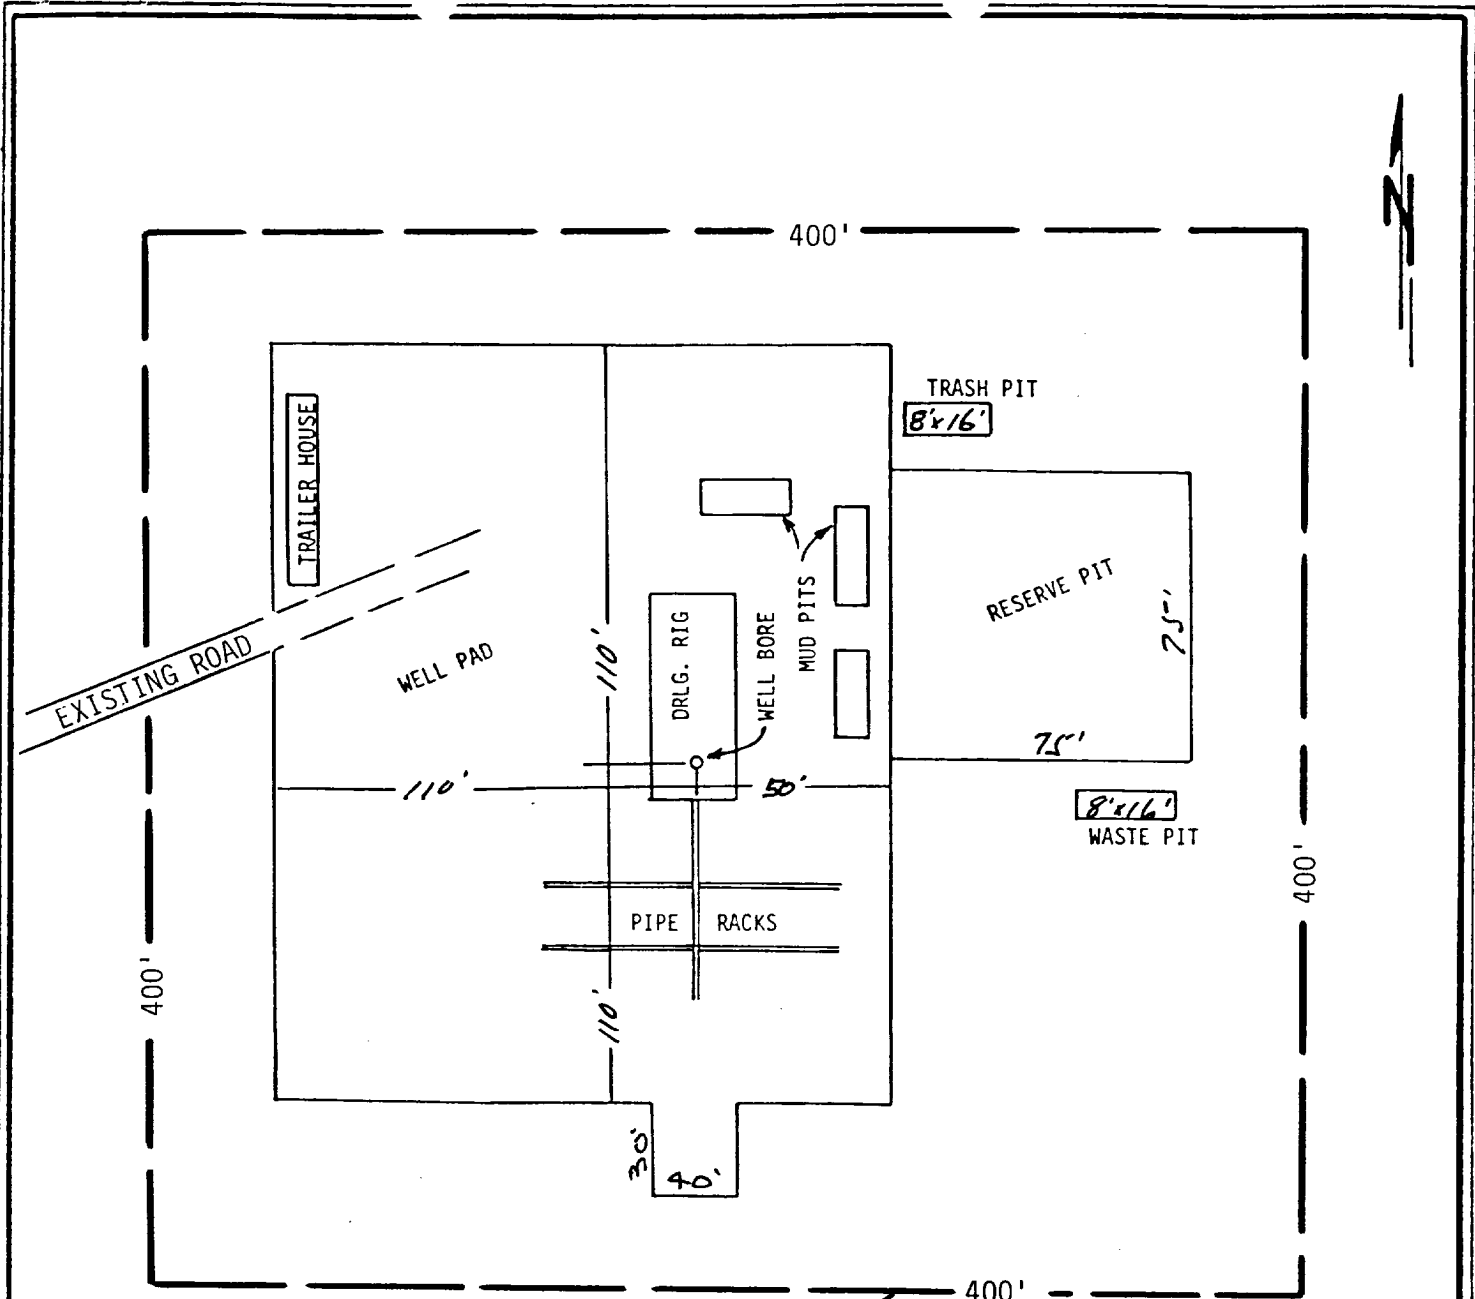 N
400'
TRASH PIT
8'x16'
TRAILER HOUSE
RESERVE PIT
75'
75'
MUD PITS
WELL BORE
DRLG. RIG
110'
WELL PAD
EXISTING ROAD
110'
50'
8'x16'
WASTE PIT
400'
PIPE RACKS
400'
110'
30'
40'
400'